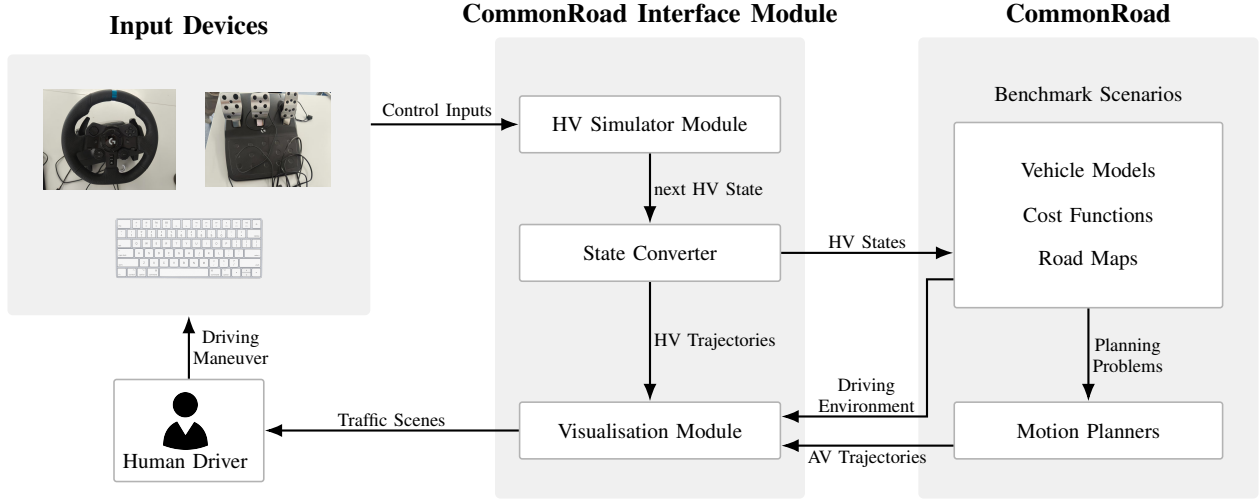 Input Devices
CommonRoad Interface Module
CommonRoad
Control Inputs
HV Simulator Module
next HV State
State Converter
HV States
HV Trajectories
Visualisation Module
Benchmark Scenarios
Vehicle Models
Cost Functions
Road Maps
Planning
Problems
Motion Planners
Driving
Environment
AV Trajectories
Traffic Scenes
Driving
Maneuver
Human Driver